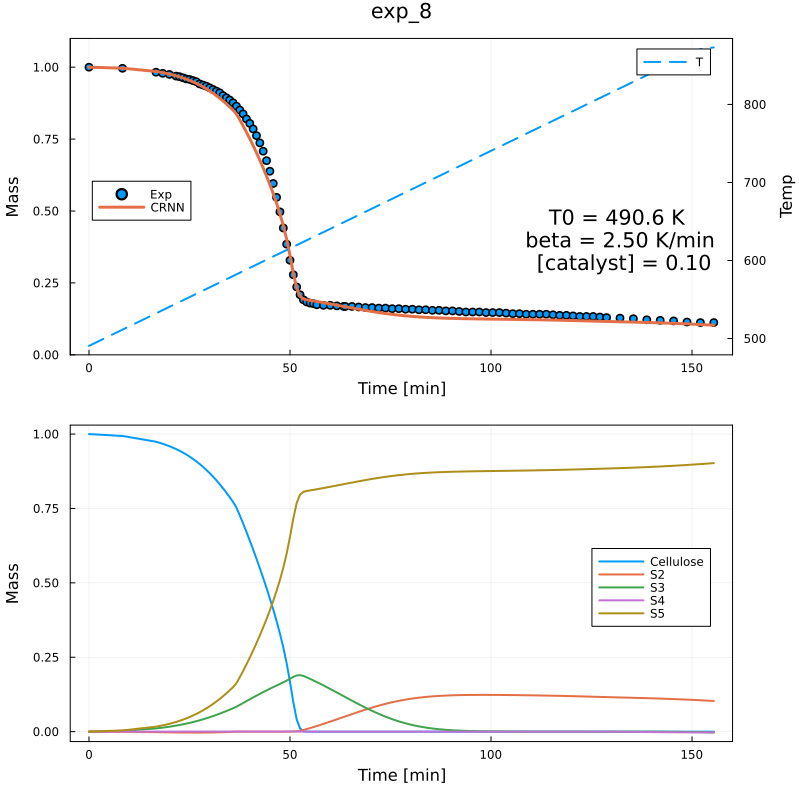 exp_8
1.00
0.75
0.50
0.25
0.00
Mass
T
Exp
CRNN
T0 = 490.6 K
beta = 2.50 K/min
[catalyst] = 0.10
800
700
600
500
Temp
0
50
100
150
Time [min]
1.00
0.75
0.50
0.25
0.00
Mass
Cellulose
S2
S3
S4
S5
0
50
100
150
Time [min]